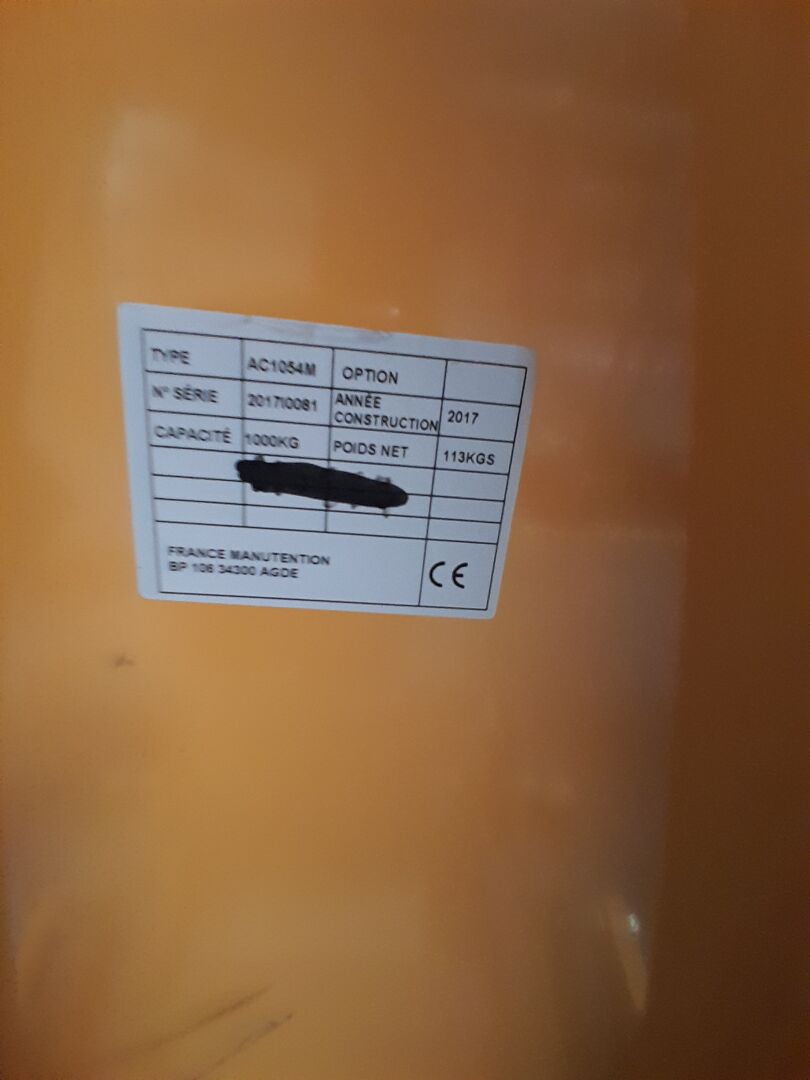 TYPE AC1054M OPTION
N° SÉRIE 2017I0081 ANNÉE CONSTRUCTION 2017
CAPACITÉ 1000KG POIDS NET 113KGS
FRANCE MANUTENTION
BP 106 34300 AGDE
CE